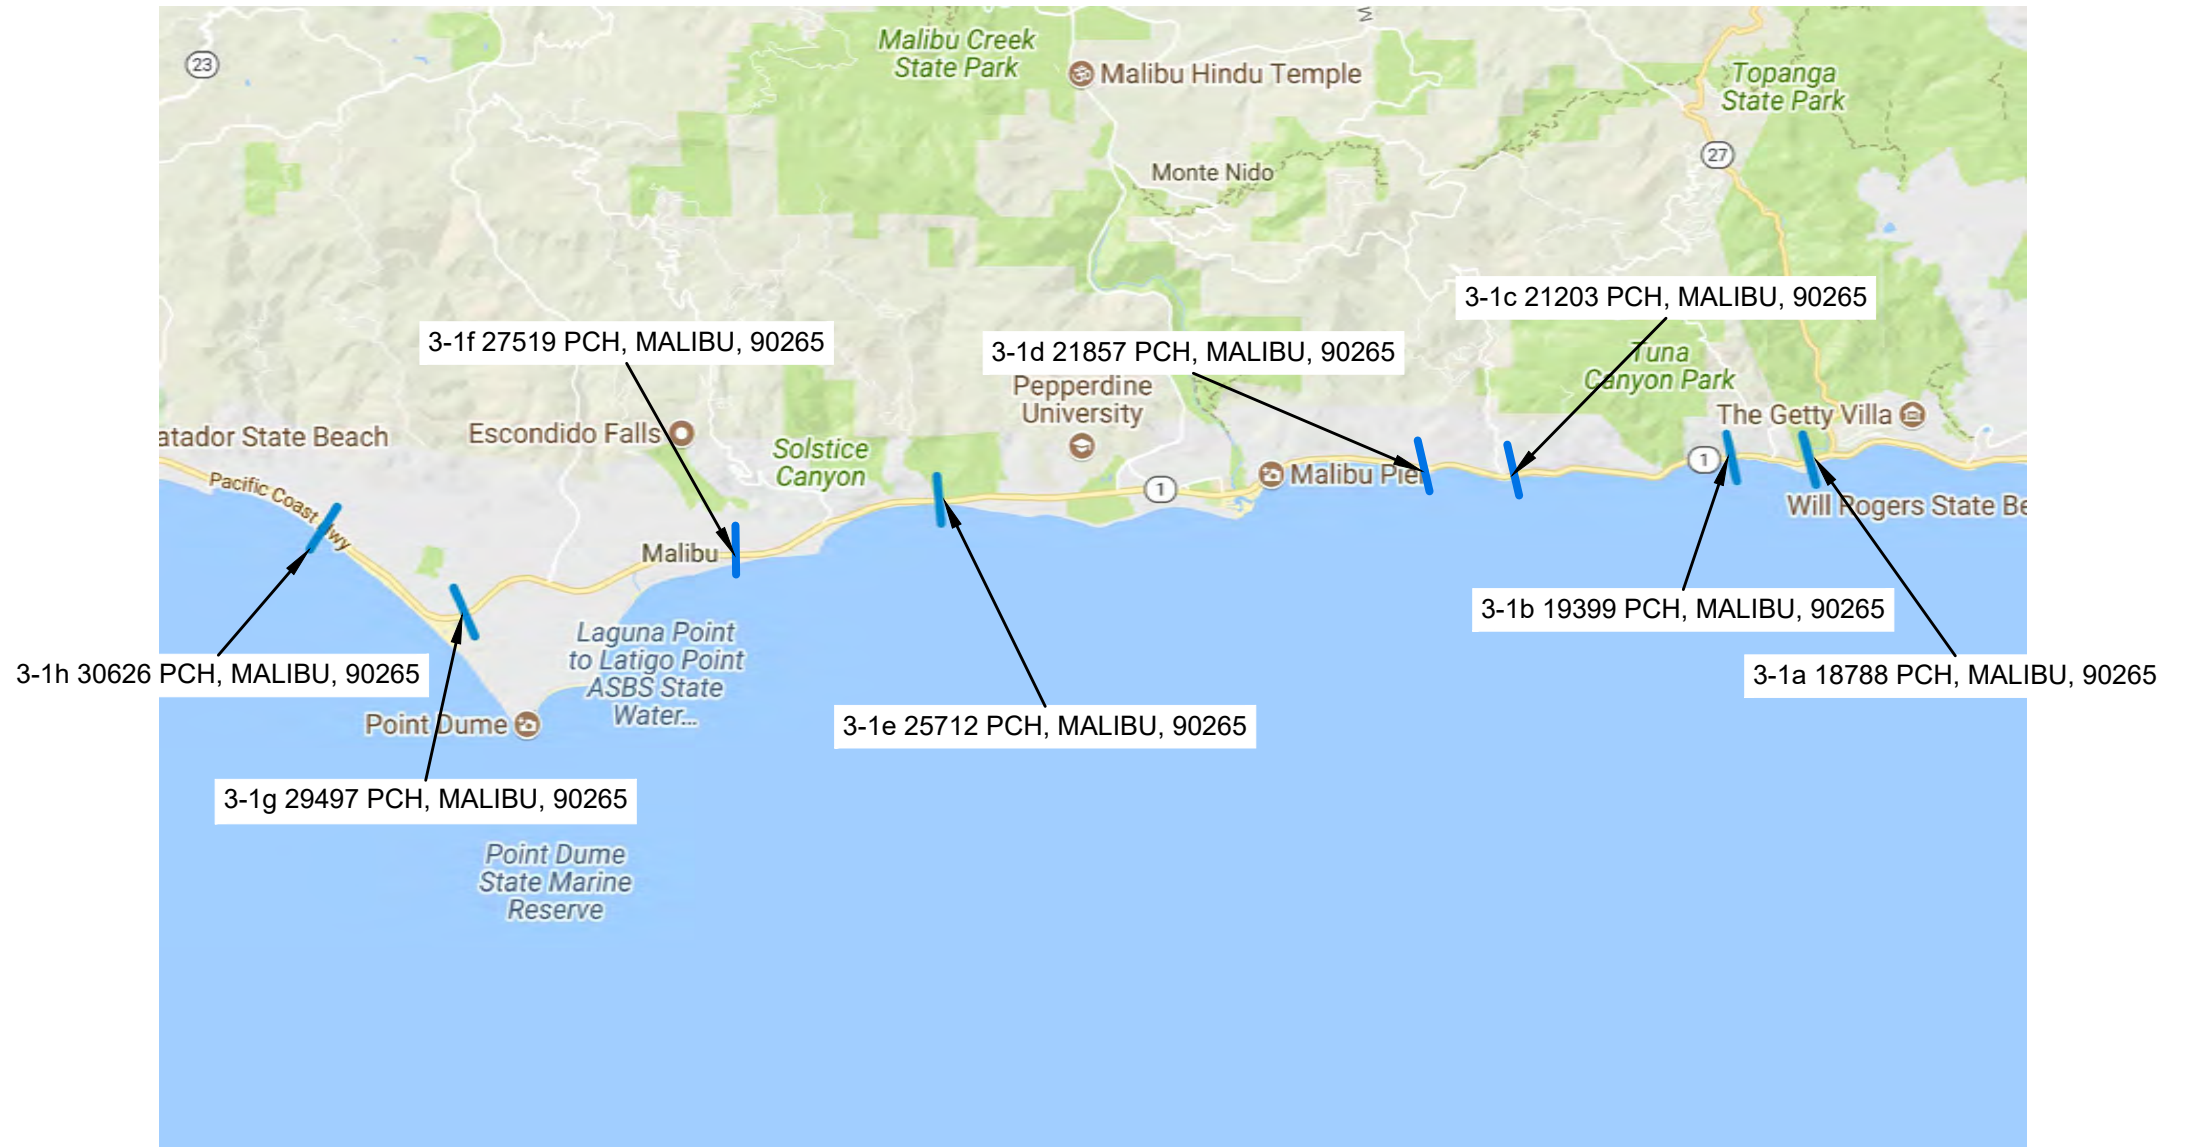 Malibu Creek
State Park
23
Malibu Hindu Temple
Topanga
State Park
27
Monte Nido
3-1c 21203 PCH, MALIBU, 90265
3-1f 27519 PCH, MALIBU, 90265
3-1d 21857 PCH, MALIBU, 90265
Tuna
Canyon Park
Pepperdine
University
The Getty Villa
atador State Beach
Escondido Falls
Solstice
Canyon
1
Malibu Pier
1
Pacific Coast Hwy
Will Rogers State Be
Malibu
3-1b 19399 PCH, MALIBU, 90265
Laguna Point
to Latigo Point
ASBS State
Water...
3-1h 30626 PCH, MALIBU, 90265
3-1a 18788 PCH, MALIBU, 90265
Point Dume
3-1e 25712 PCH, MALIBU, 90265
3-1g 29497 PCH, MALIBU, 90265
Point Dume
State Marine
Reserve